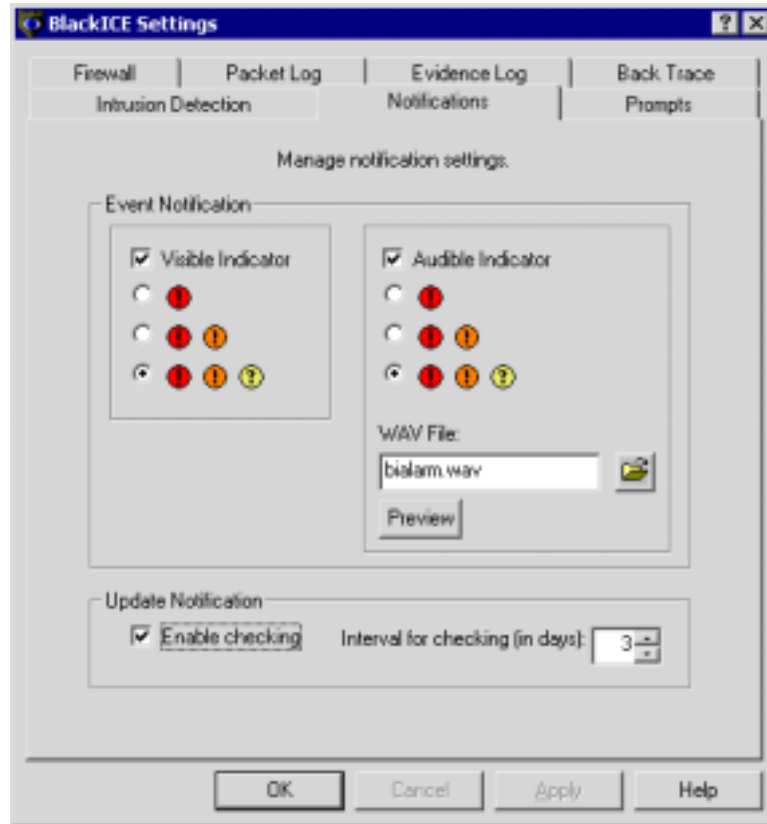 BlackICE Settings
Firewall Packet Log Evidence Log Back Trace
Intrusion Detection Notifications Prompts
Manage notification settings.
Event Notification
Visible Indicator
Audible Indicator
WAV File:
bialarm.wav
Preview
Update Notification
Enable checking Interval for checking (in days): 3
OK Cancel Apply Help